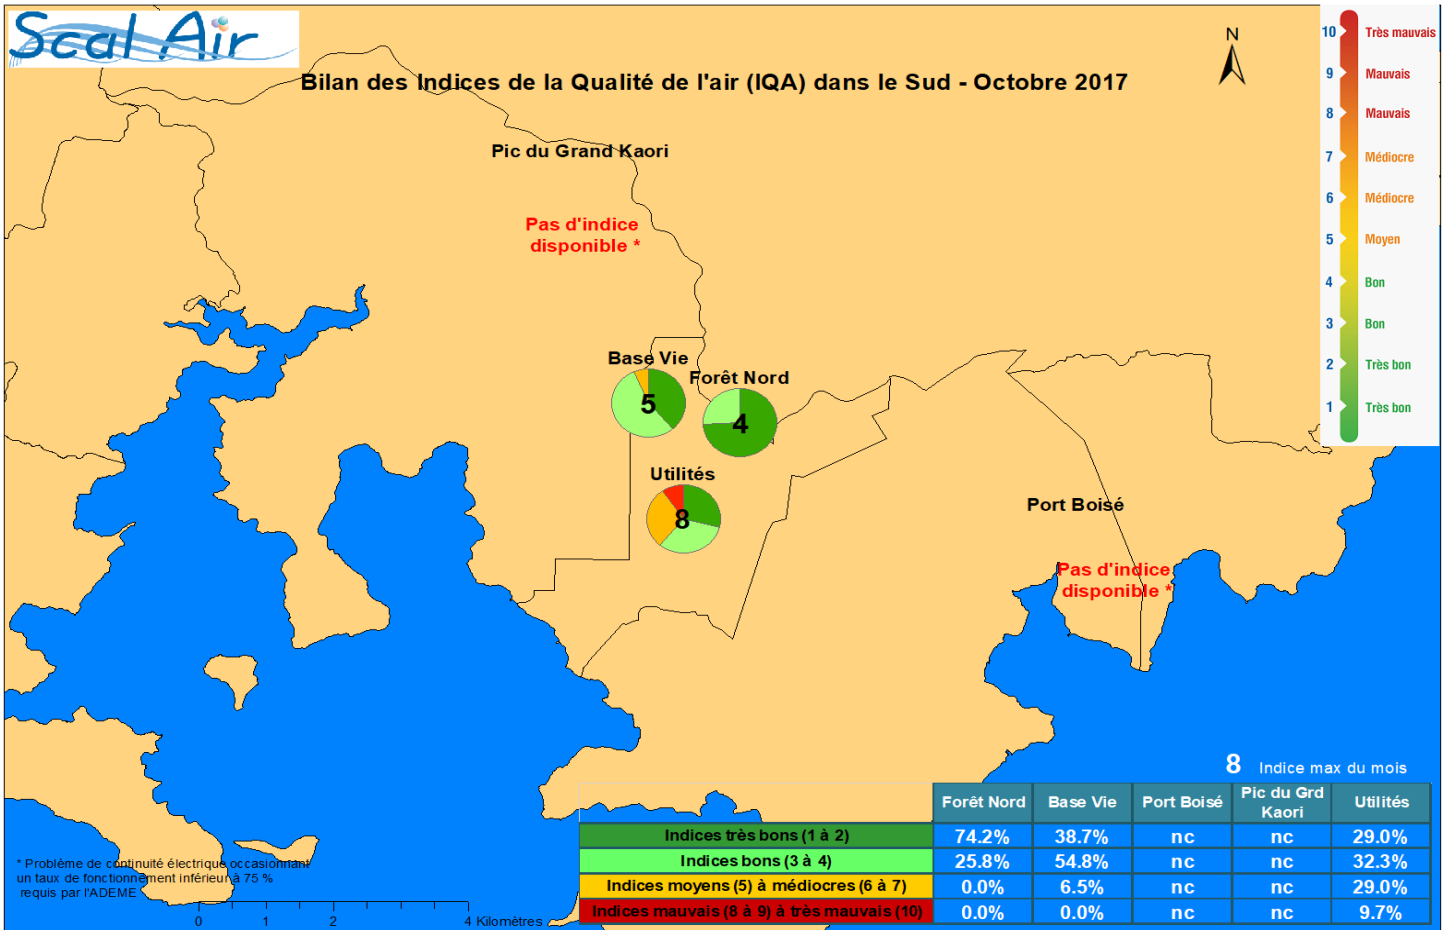 Scal Air
Bilan des Indices de la Qualité de l'air (IQA) dans le Sud - Octobre 2017
N
10 Très mauvais
9 Mauvais
8 Mauvais
7 Médiocre
6 Médiocre
5 Moyen
4 Bon
3 Bon
2 Très bon
1 Très bon
Pic du Grand Kaori
Pas d'indice
disponible *
Base Vie
5
Forêt Nord
4
Utilités
8
Port Boisé
Pas d'indice
disponible *
8 Indice max du mois
Forêt Nord Base Vie Port Boisé Pic du Grd Kaori Utilités
Indices très bons (1 à 2) 74.2% 38.7% nc nc 29.0%
Indices bons (3 à 4) 25.8% 54.8% nc nc 32.3%
Indices moyens (5) à médiocres (6 à 7) 0.0% 6.5% nc nc 29.0%
Indices mauvais (8 à 9) à très mauvais (10) 0.0% 0.0% nc nc 9.7%
* Problème de continuité électrique occasionnant
un taux de fonctionnement inférieur à 75 %
requis par l'ADEME
0 1 2 4 Kilomètres